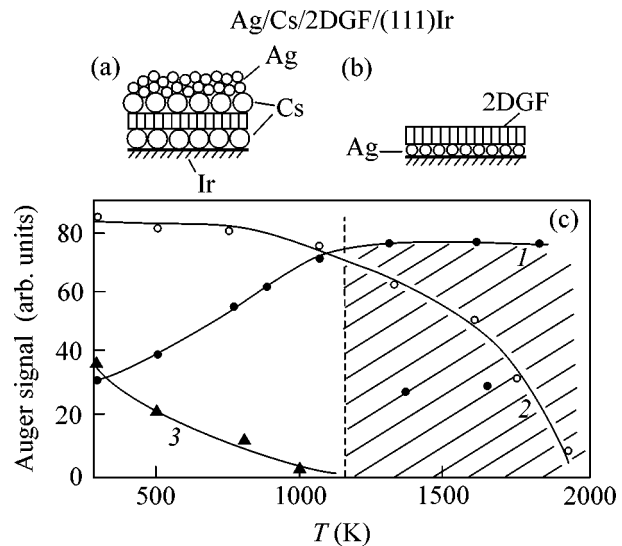 Ag/Cs/2DGF/(111)Ir
(a)
Ag
Cs
Ir
(b)
2DGF
Ag
(c)
Auger signal (arb. units)
80
60
40
20
0
1
2
3
500
1000
1500
2000
T (K)